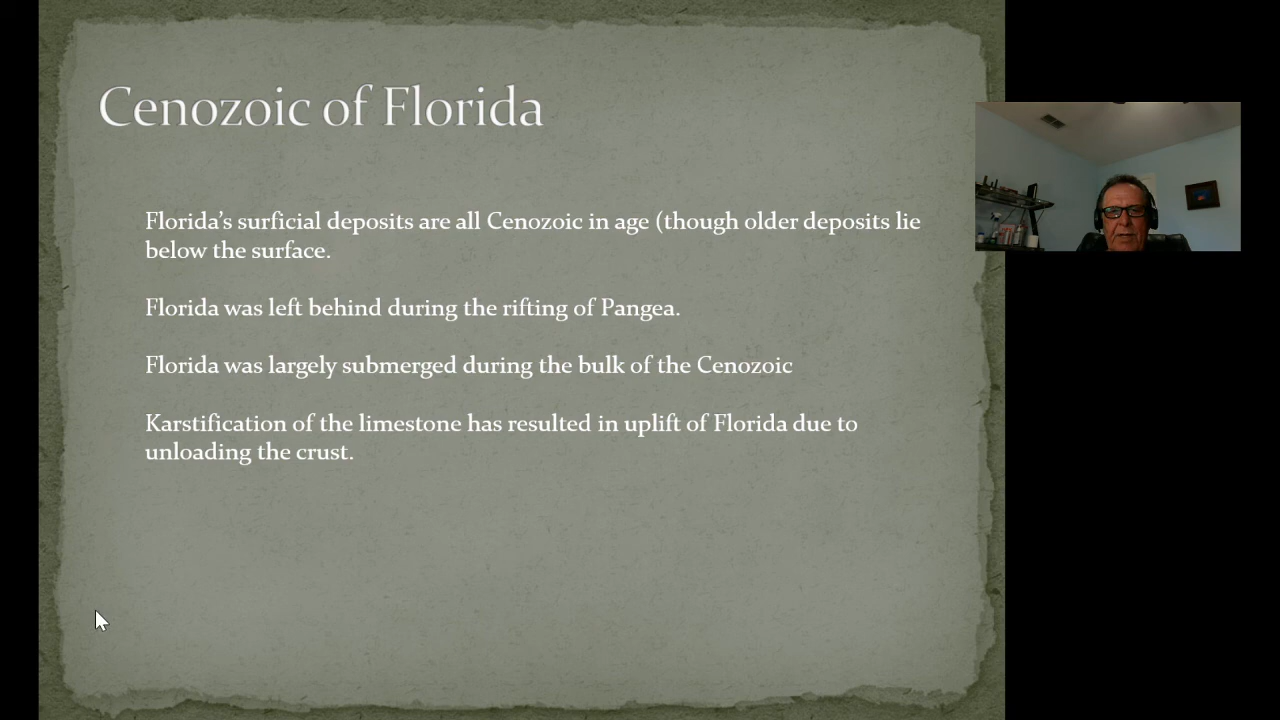 Cenozoic of Florida
Florida’s surficial deposits are all Cenozoic in age (though older deposits lie
below the surface.
Florida was left behind during the rifting of Pangea.
Florida was largely submerged during the bulk of the Cenozoic
Karstification of the limestone has resulted in uplift of Florida due to
unloading the crust.